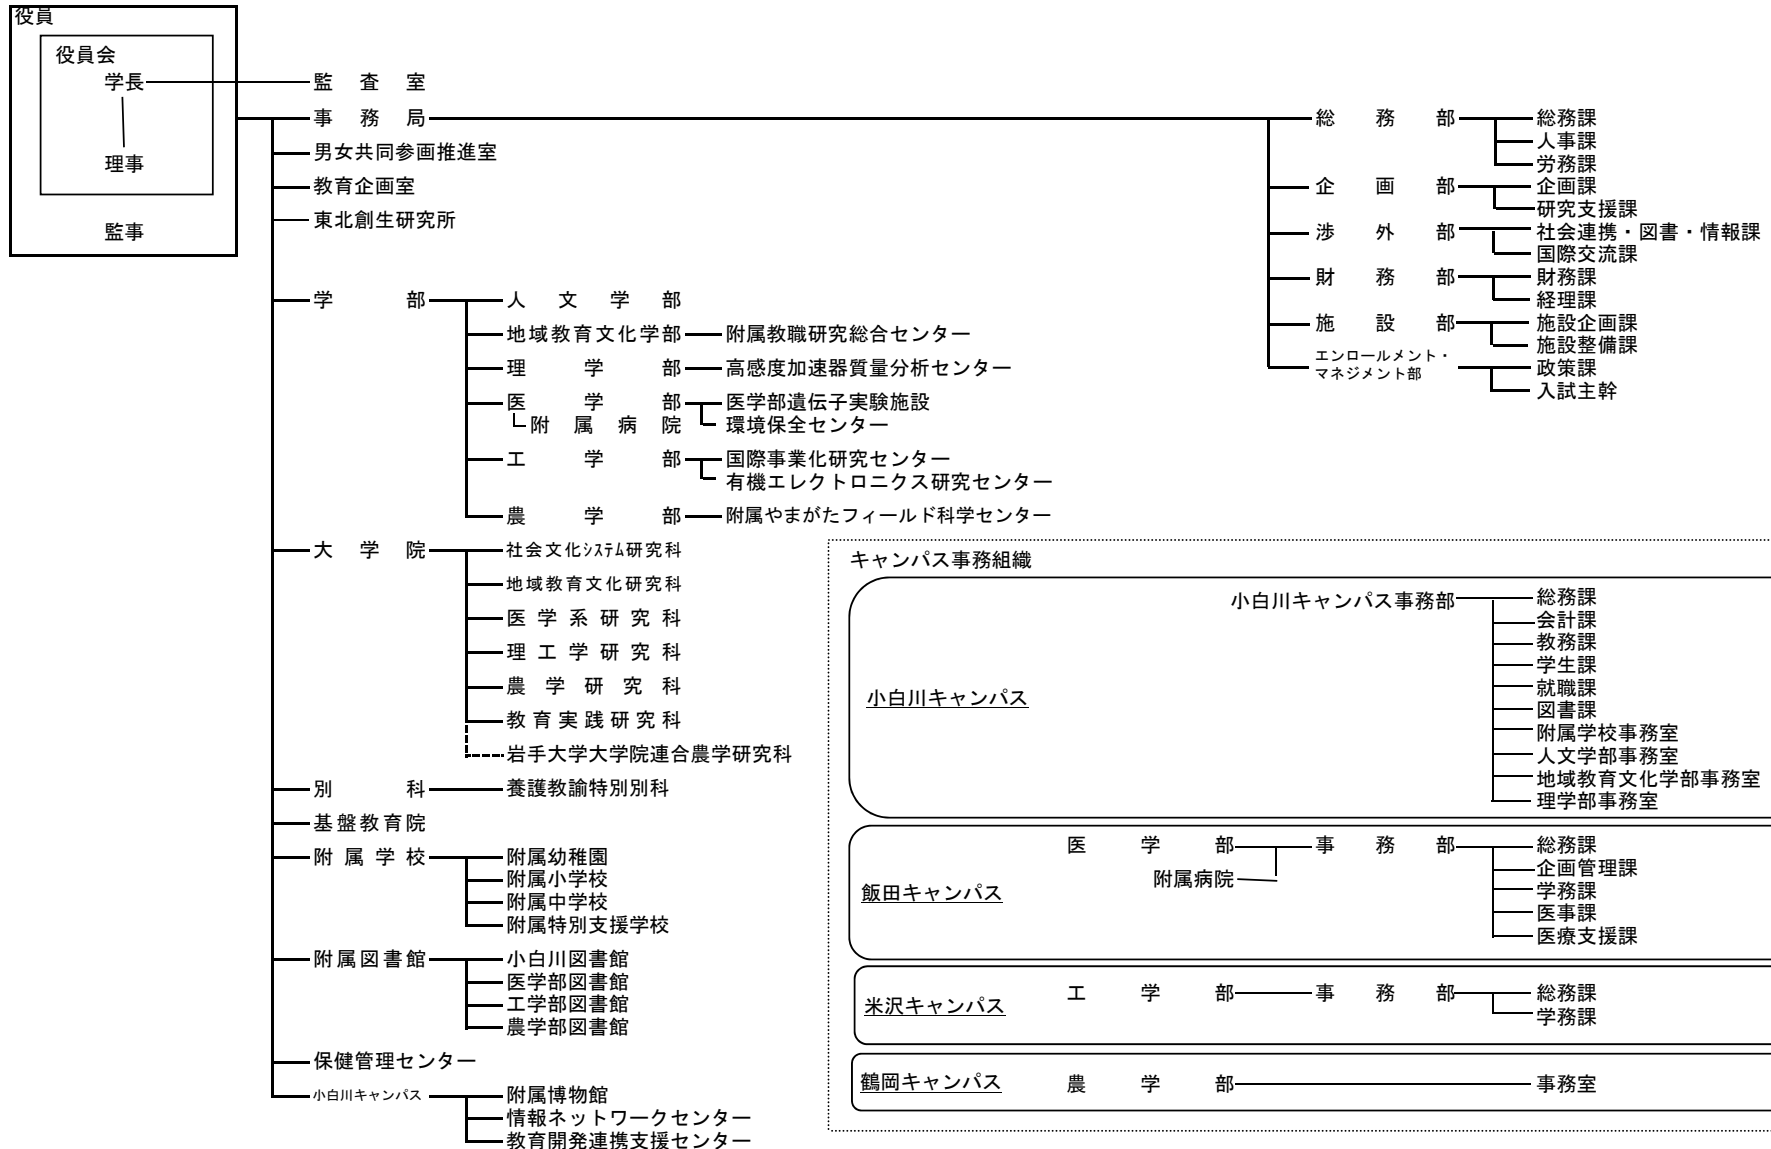 役員
役員会
学長
理事
監事
監査室
事務局
男女共同参画推進室
教育企画室
東北創生研究所
総務部
総務課
人事課
労務課
企画部
企画課
研究支援課
渉外部
社会連携・図書・情報課
国際交流課
財務部
財務課
経理課
施設部
施設企画課
施設整備課
エンロールメント・
マネジメント部
政策課
入試主幹
学部
人文学部
地域教育文化学部
附属教職研究総合センター
理学部
高感度加速器質量分析センター
医学部
医学部遺伝子実験施設
附属病院
環境保全センター
工学部
国際事業化研究センター
有機エレクトロニクス研究センター
農学部
附属やまがたフィールド科学センター
大学院
社会文化ｼｽﾃﾑ研究科
地域教育文化研究科
医学系研究科
理工学研究科
農学研究科
教育実践研究科
岩手大学大学院連合農学研究科
別科
養護教諭特別別科
基盤教育院
附属学校
附属幼稚園
附属小学校
附属中学校
附属特別支援学校
附属図書館
小白川図書館
医学部図書館
工学部図書館
農学部図書館
保健管理センター
小白川キャンパス
附属博物館
情報ネットワークセンター
教育開発連携支援センター
キャンパス事務組織
小白川キャンパス
小白川キャンパス事務部
総務課
会計課
教務課
学生課
就職課
図書課
附属学校事務室
人文学部事務室
地域教育文化学部事務室
理学部事務室
飯田キャンパス
医学部
附属病院
事務部
総務課
企画管理課
学務課
医事課
医療支援課
米沢キャンパス
工学部
事務部
総務課
学務課
鶴岡キャンパス
農学部
事務室